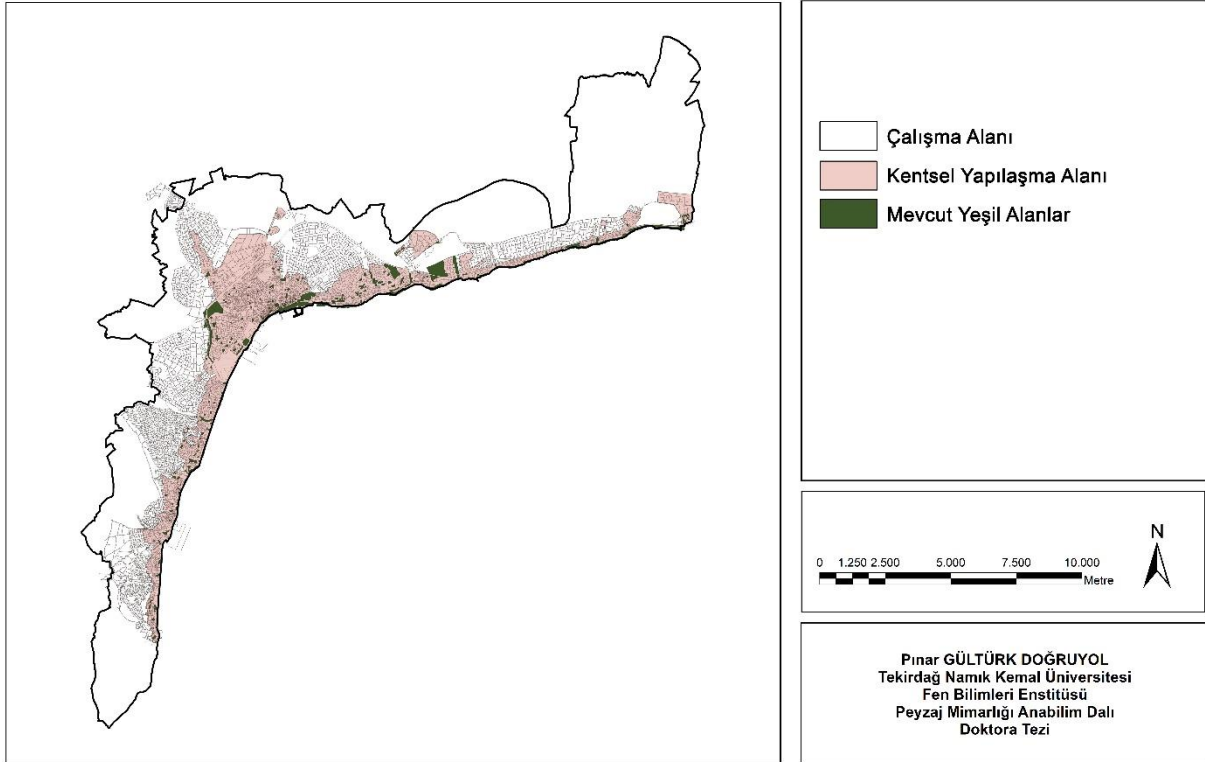 Çalışma Alanı
Kentsel Yapılaşma Alanı
Mevcut Yeşil Alanlar
N
0 1.250 2.500 5.000 7.500 10.000
Metre
Pınar GÜLTÜRK DOĞRUYOL
Tekirdağ Namık Kemal Üniversitesi
Fen Bilimleri Enstitüsü
Peyzaj Mimarlığı Anabilim Dalı
Doktora Tezi